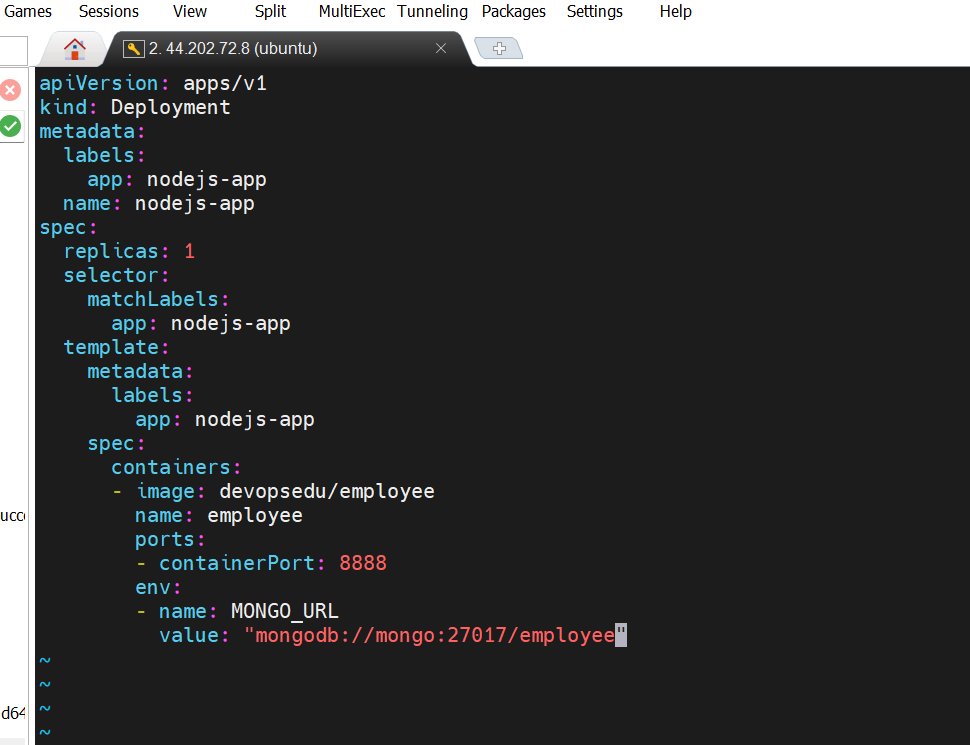 Games Sessions View Split MultiExec Tunneling Packages Settings Help
2. 44.202.72.8 (ubuntu)
apiVersion: apps/v1
kind: Deployment
metadata:
  labels:
    app: nodejs-app
  name: nodejs-app
spec:
  replicas: 1
  selector:
    matchLabels:
      app: nodejs-app
  template:
    metadata:
      labels:
        app: nodejs-app
    spec:
      containers:
      - image: devopsedu/employee
        name: employee
        ports:
        - containerPort: 8888
        env:
        - name: MONGO_URL
          value: "mongodb://mongo:27017/employee"
~
~
~
~